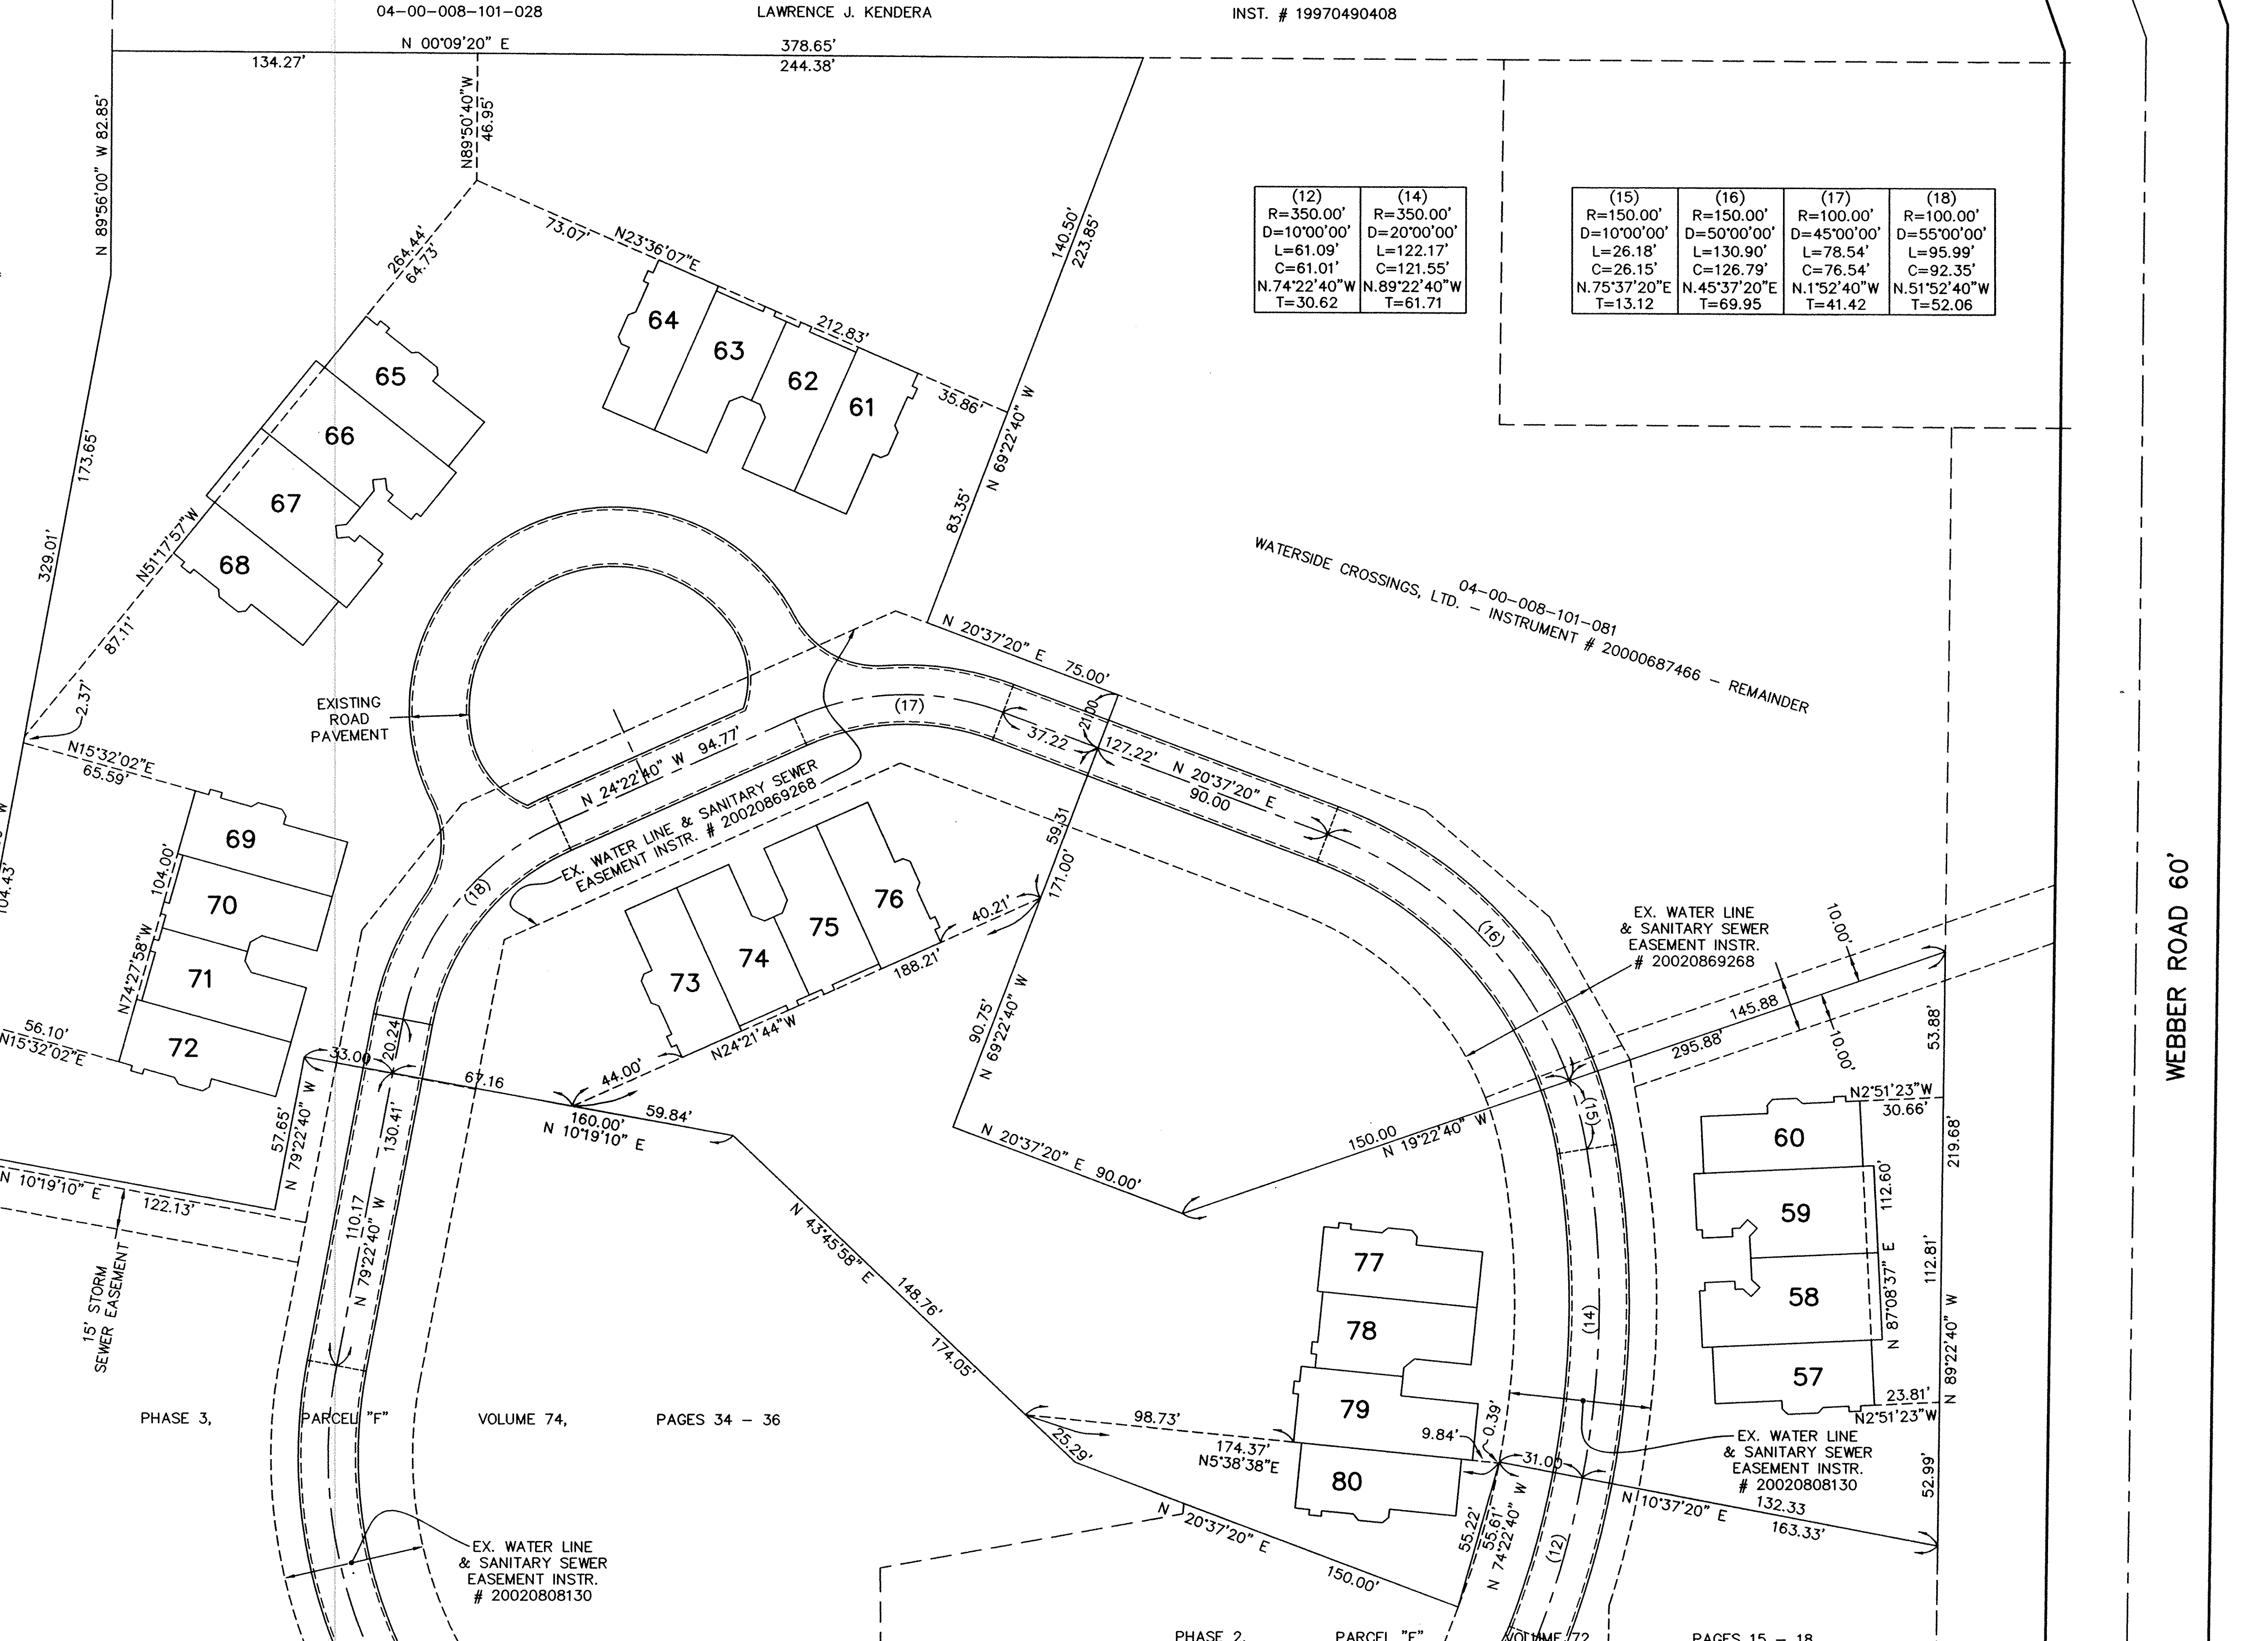 04-00-008-101-028
LAWRENCE J. KENDERA
INST. # 19970490408
N 00°09'20" E
378.65'
134.27'
244.38'
N 89°56'00" W 82.85'
N89°50'40"W
46.95'
73.07'
N23°36'07"E
212.83'
35.86'
264.44'
64.73'
140.50'
223.85'
N 69°22'40" W
83.35'
(12)
R=350.00'
D=10°00'00'
L=61.09'
C=61.01'
N.74°22'40"W
T=30.62
(14)
R=350.00'
D=20°00'00'
L=122.17'
C=121.55'
N.89°22'40"W
T=61.71
(15)
R=150.00'
D=10°00'00'
L=26.18'
C=26.15'
N.75°37'20"E
T=13.12
(16)
R=150.00'
D=50°00'00'
L=130.90'
C=126.79'
N.45°37'20"E
T=69.95
(17)
R=100.00'
D=45°00'00'
L=78.54'
C=76.54'
N.1°52'40"W
T=41.42
(18)
R=100.00'
D=55°00'00'
L=95.99'
C=92.35'
N.51°52'40"W
T=52.06
64
63
62
61
65
66
67
68
173.65'
329.01'
N51°17'57"W
87.11'
2.37'
04-00-008-101-081
WATERSIDE CROSSINGS, LTD. - INSTRUMENT # 20000687466 - REMAINDER
N 20°37'20" E 75.00'
EXISTING
ROAD
PAVEMENT
N15°32'02"E
65.59'
(17)
21.00
37.22
127.22'
N 20°37'20" E
90.00
N 24°22'40" W 94.77'
EX. WATER LINE & SANITARY SEWER
EASEMENT INSTR. # 20020869268
(18)
59.31
171.00'
69
70
71
72
104.00'
N74°27'58"W
104.43'
56.10'
N15°32'02"E
73
74
75
76
40.21'
188.21'
N24°21'44"W
44.00'
90.75'
N 69°22'40" W
(16)
EX. WATER LINE
& SANITARY SEWER
EASEMENT INSTR.
# 20020869268
10.00'
145.88
295.88'
10.00'
53.88'
WEBBER ROAD 60'
33.00
20.24
67.16
59.84'
160.00'
N 10°19'10" E
57.65'
N 79°22'40" W
130.41'
110.17
N 79°22'40" W
N 20°37'20" E 90.00'
150.00
N 19°22'40" W
(15)
N2°51'23"W
30.66'
60
59
58
57
112.60'
N 87°08'37" E
219.68'
112.81'
N 89°22'40" W
N 10°19'10" E
122.13'
15' STORM
SEWER EASEMENT
N 43°45'58" E
148.76'
174.05'
77
78
79
80
(14)
23.81'
N2°51'23"W
PHASE 3,
PARCEL "F"
VOLUME 74,
PAGES 34 - 36
98.73'
25.29'
174.37'
N5°38'38"E
9.84'
0.39'
31.00
EX. WATER LINE
& SANITARY SEWER
EASEMENT INSTR.
# 20020808130
52.99'
N 10°37'20" E
132.33
163.33'
N 20°37'20" E
150.00'
55.22'
55.61'
N 74°22'40" W
(12)
EX. WATER LINE
& SANITARY SEWER
EASEMENT INSTR.
# 20020808130
PHASE 2,
PARCEL "F"
VOLUME 72
PAGES 15 - 18